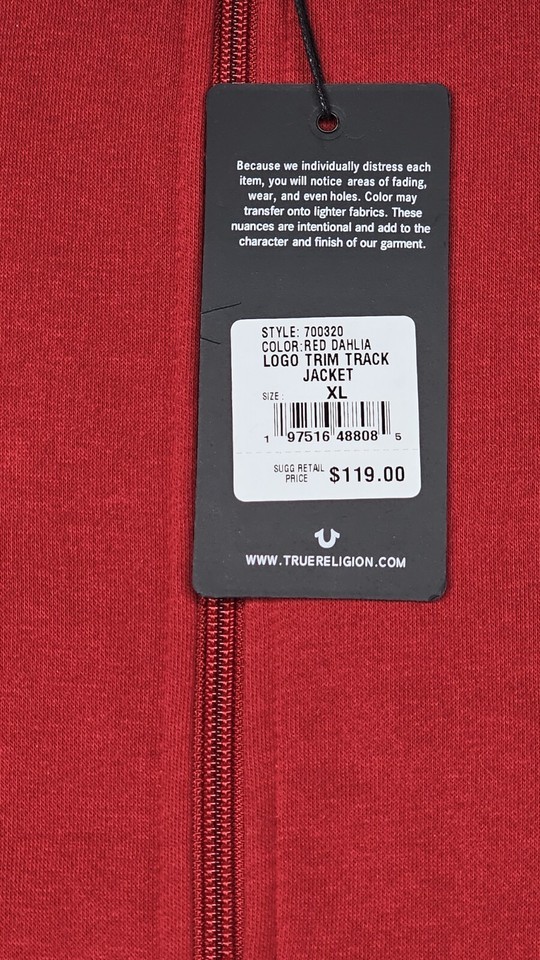 Because we individually distress each
item, you will notice areas of fading,
wear, and even holes. Color may
transfer onto lighter fabrics. These
nuances are intentional and add to the
character and finish of our garment.
STYLE: 700320
COLOR:RED DAHLIA
LOGO TRIM TRACK
JACKET
SIZE: XL
1 97516 48808 5
SUGG RETAIL
PRICE $119.00
WWW.TRUERELIGION.COM